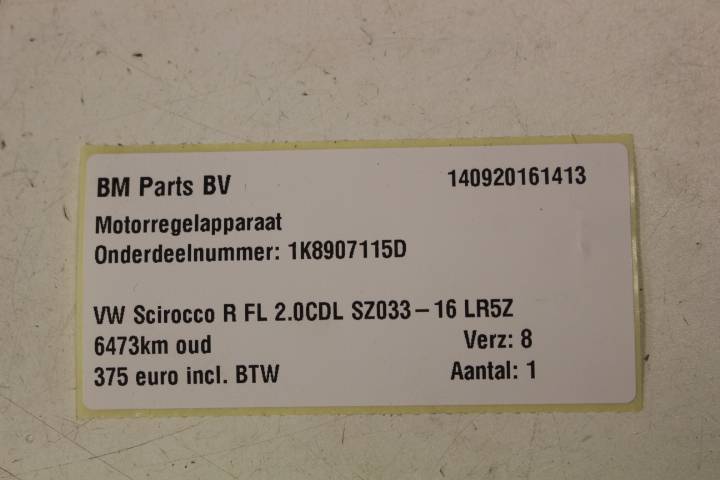 BM Parts BV 140920161413
Motorregelapparaat
Onderdeelnummer: 1K8907115D
VW Scirocco R FL 2.0CDL SZ033-16 LR5Z
6473km oud Verz: 8
375 euro incl. BTW Aantal: 1